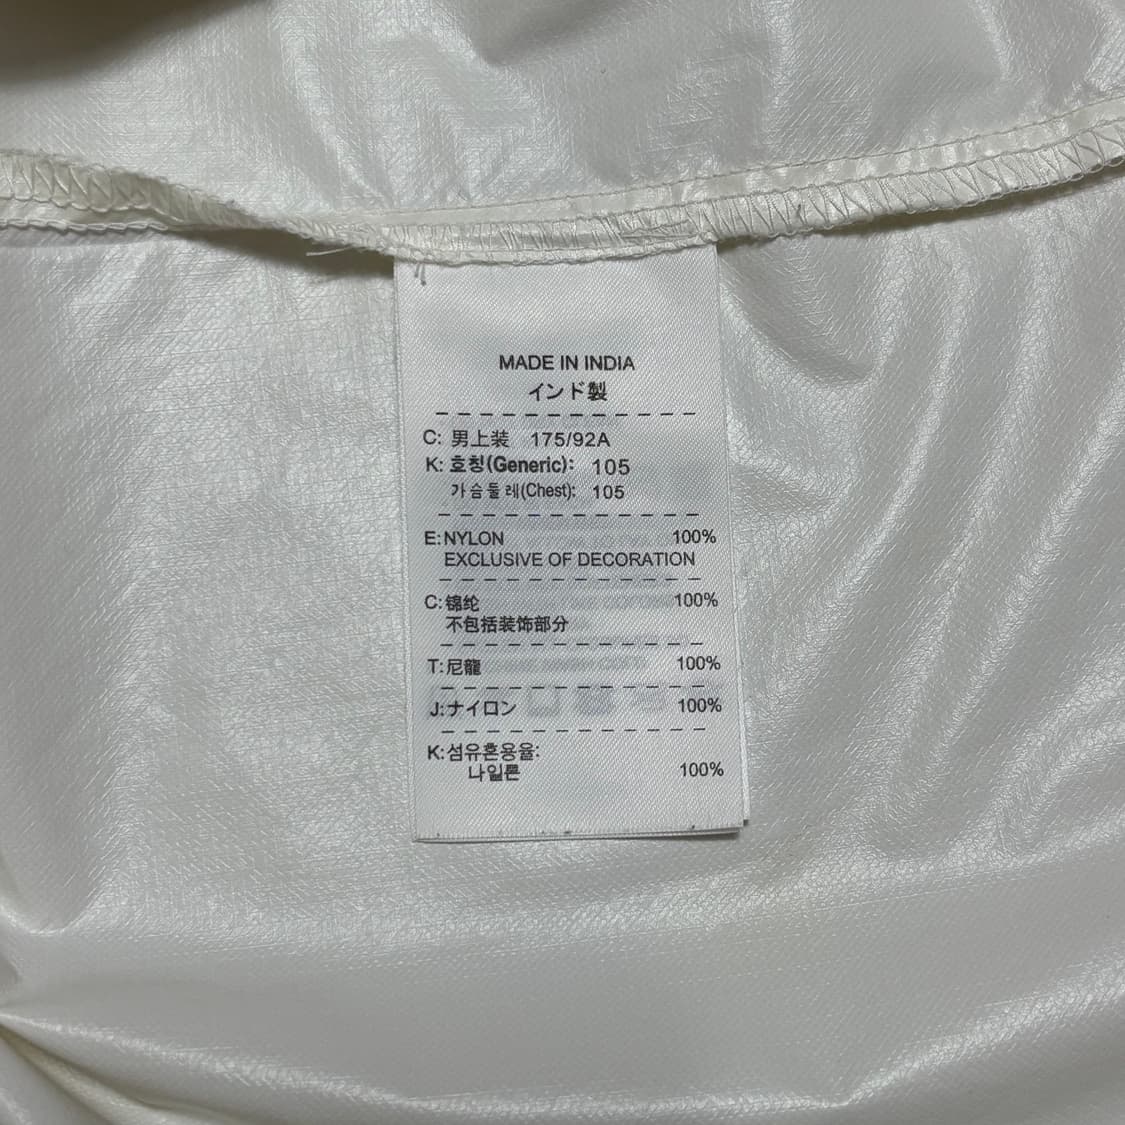 MADE IN INDIA
インド製
C: 男上装 175/92A
K: 호칭(Generic): 105
가슴둘레(Chest): 105
E: NYLON 100%
EXCLUSIVE OF DECORATION
C: 锦纶 100%
不包括装饰部分
T: 尼龍 100%
J: ナイロン 100%
K: 섬유혼용율:
나일론 100%